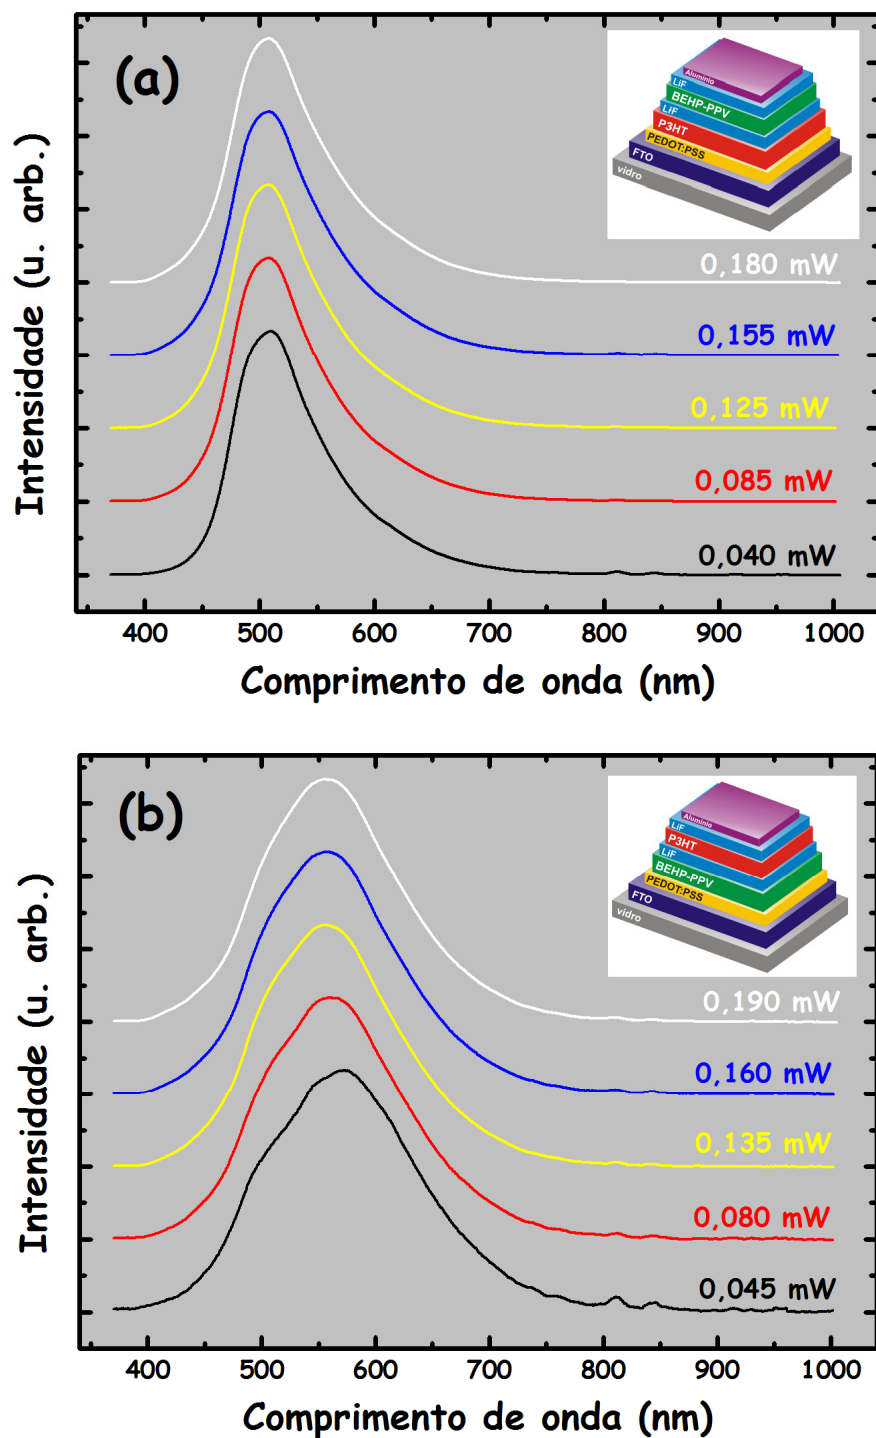 (a)
Alumínio
LiF
BEHP-PPV
LiF
P3HT
PEDOT:PSS
FTO
vidro
0,180 mW
0,155 mW
0,125 mW
0,085 mW
0,040 mW
Intensidade (u. arb.)
400 500 600 700 800 900 1000
Comprimento de onda (nm)
(b)
Alumínio
LiF
P3HT
LiF
BEHP-PPV
PEDOT:PSS
FTO
vidro
0,190 mW
0,160 mW
0,135 mW
0,080 mW
0,045 mW
Intensidade (u. arb.)
400 500 600 700 800 900 1000
Comprimento de onda (nm)